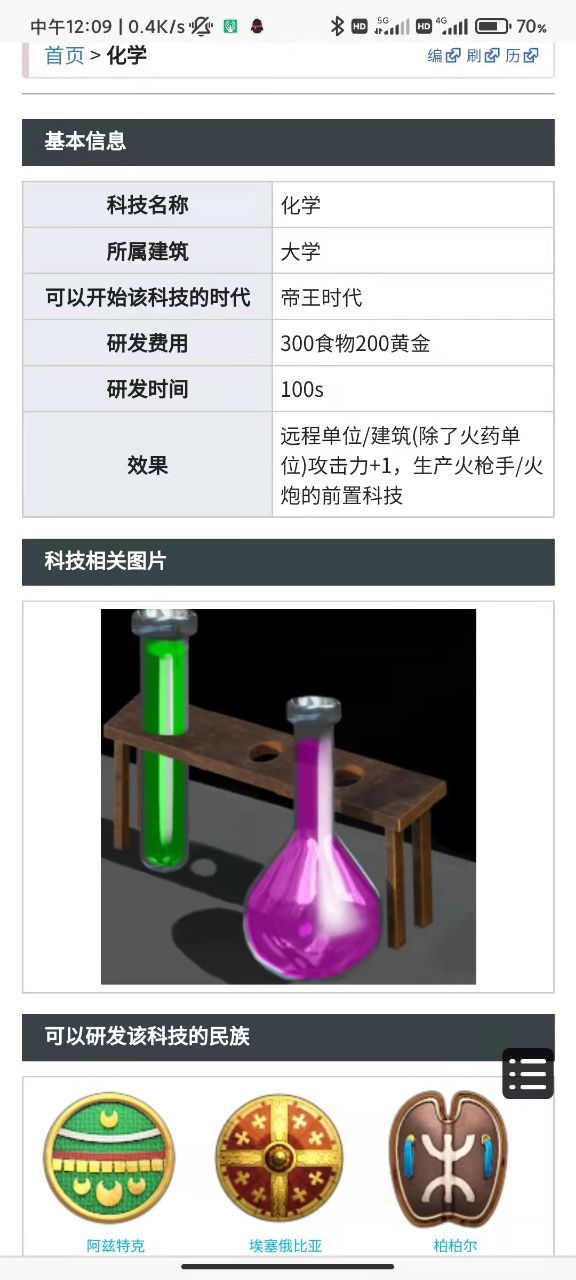 中午12:09 | 0.4K/s
HD 5G HD 4G 70%
首页 > 化学
编 刷 历
基本信息
科技名称 化学
所属建筑 大学
可以开始该科技的时代 帝王时代
研发费用 300食物200黄金
研发时间 100s
效果 远程单位/建筑(除了火药单
位)攻击力+1，生产火枪手/火
炮的前置科技
科技相关图片
可以研发该科技的民族
阿兹特克 埃塞俄比亚 柏柏尔